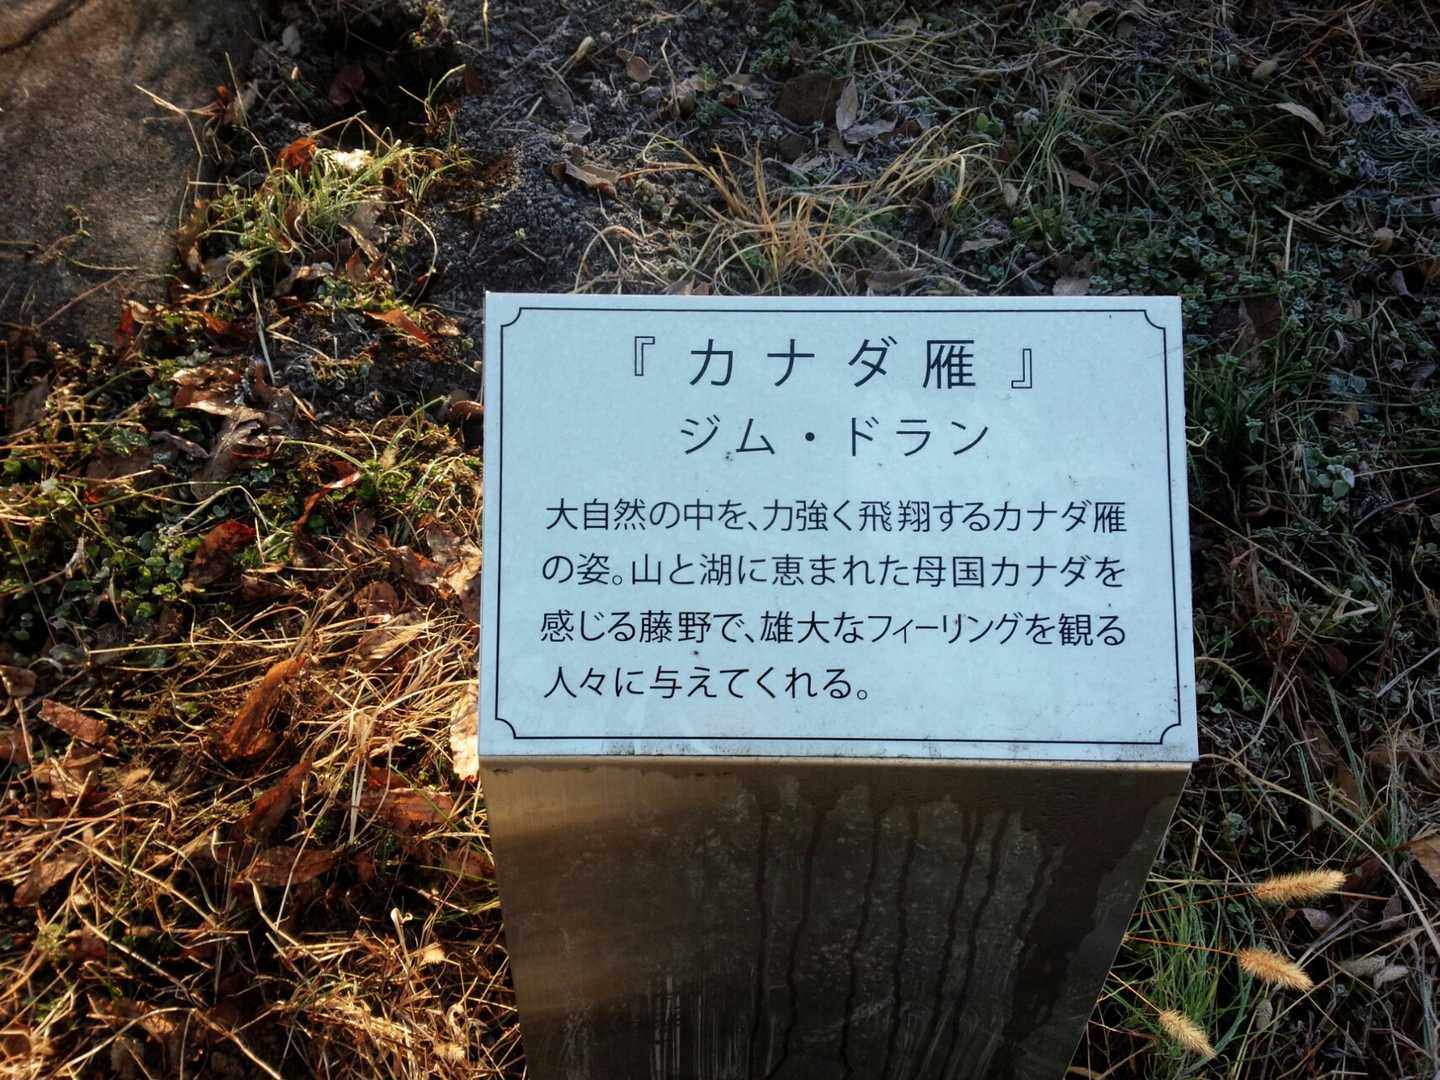 『カナダ雁』
ジム・ドラン
大自然の中を、力強く飛翔するカナダ雁
の姿。山と湖に恵まれた母国カナダを
感じる藤野で、雄大なフィーリングを観る
人々に与えてくれる。